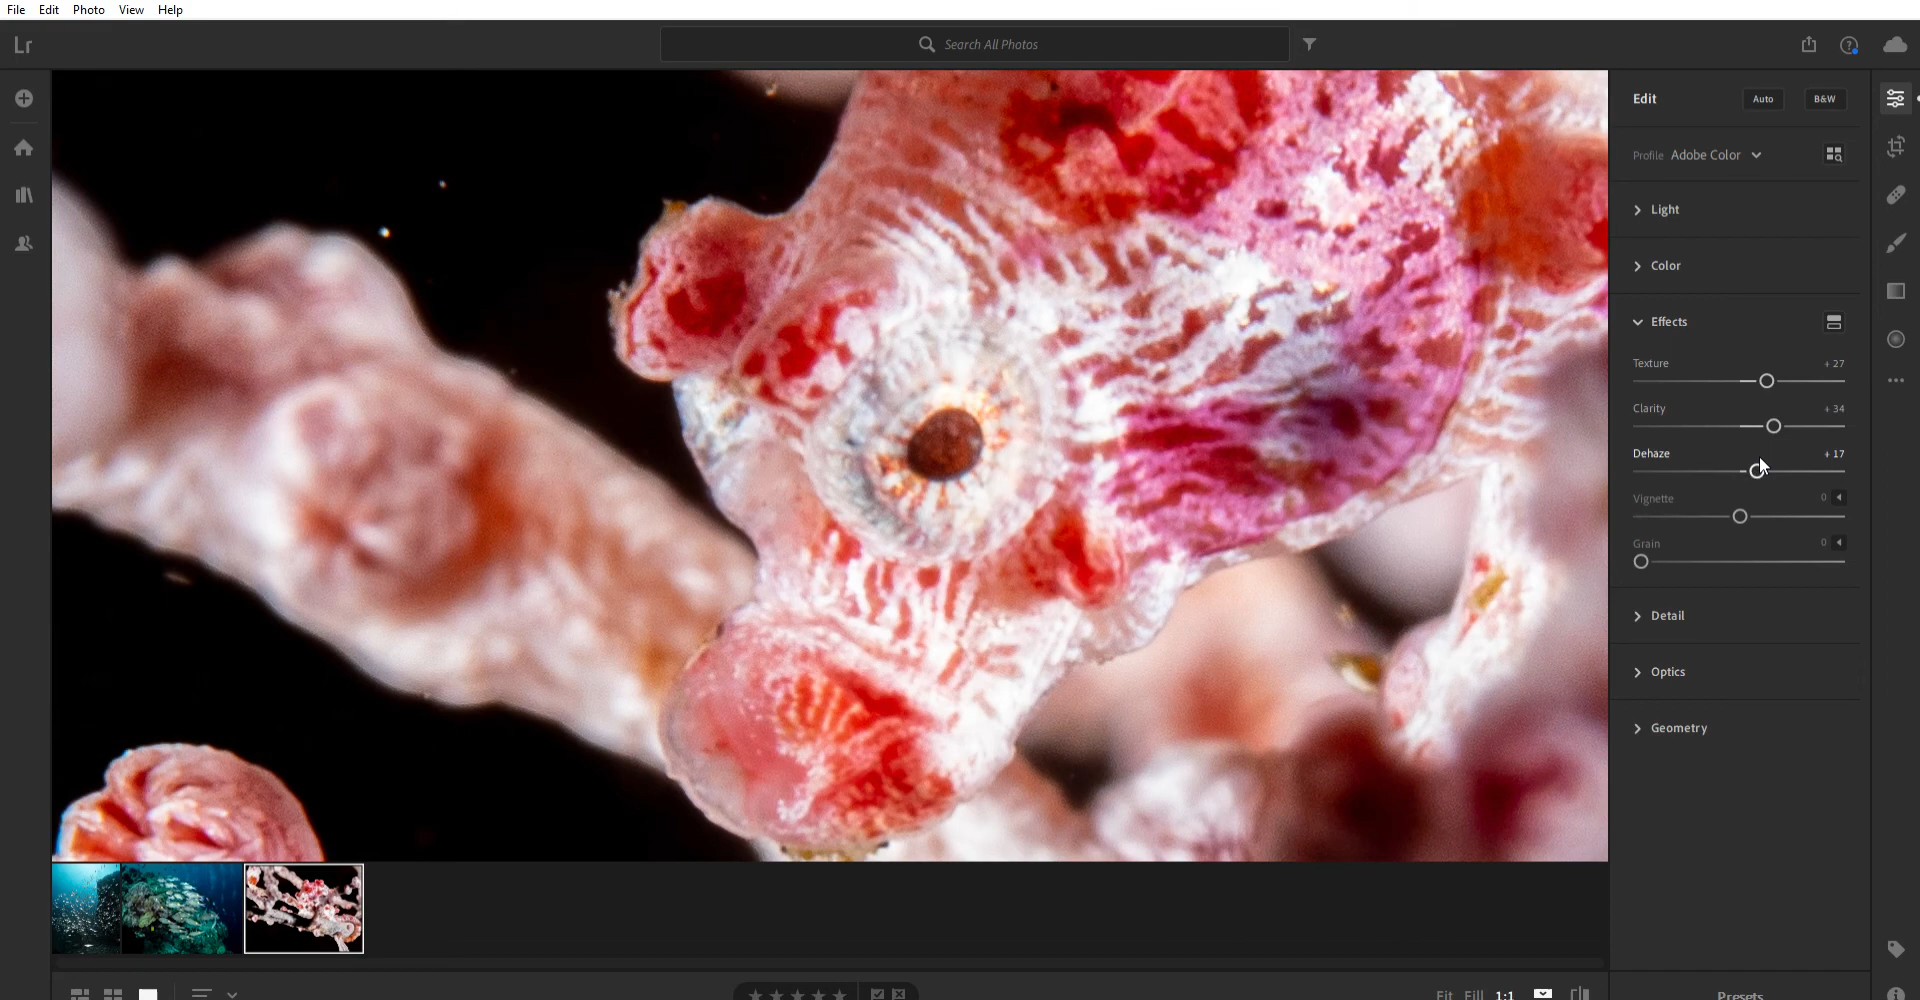 File Edit Photo View Help
Lr
Search All Photos
Edit Auto B&W
Profile Adobe Color
Light
Color
Effects
Texture + 27
Clarity + 34
Dehaze + 17
Vignette 0
Grain 0
Detail
Optics
Geometry
Fit Fill 1:1
Presets